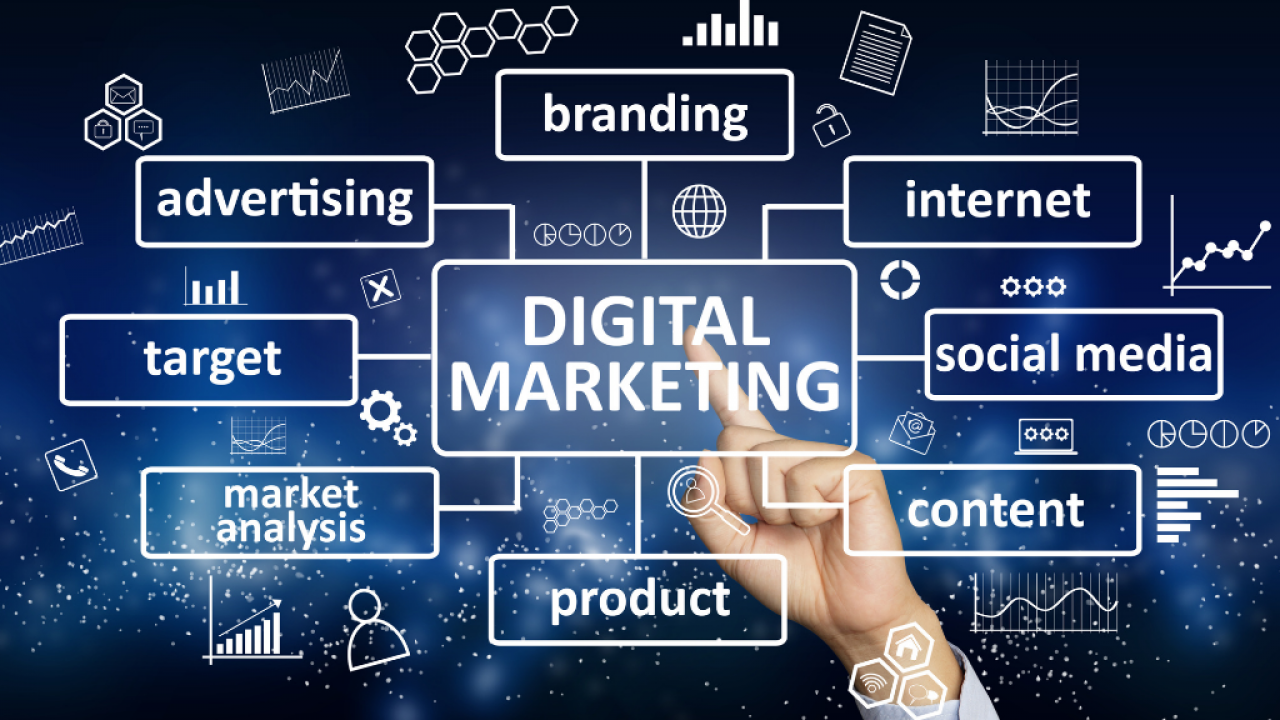 branding
advertising
internet
DIGITAL
MARKETING
target
social media
market
analysis
content
product